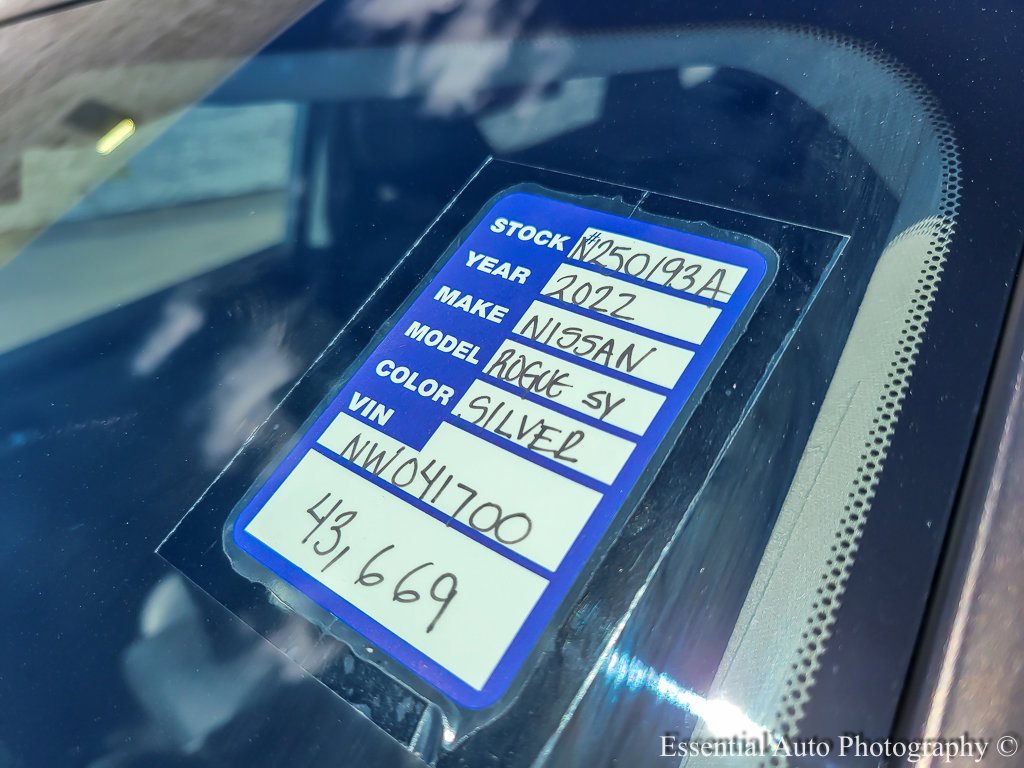 STOCK #N250193A
YEAR 2022
MAKE NISSAN
MODEL ROGUE SV
COLOR SILVER
VIN NW041700
43,669
Essential Auto Photography ©